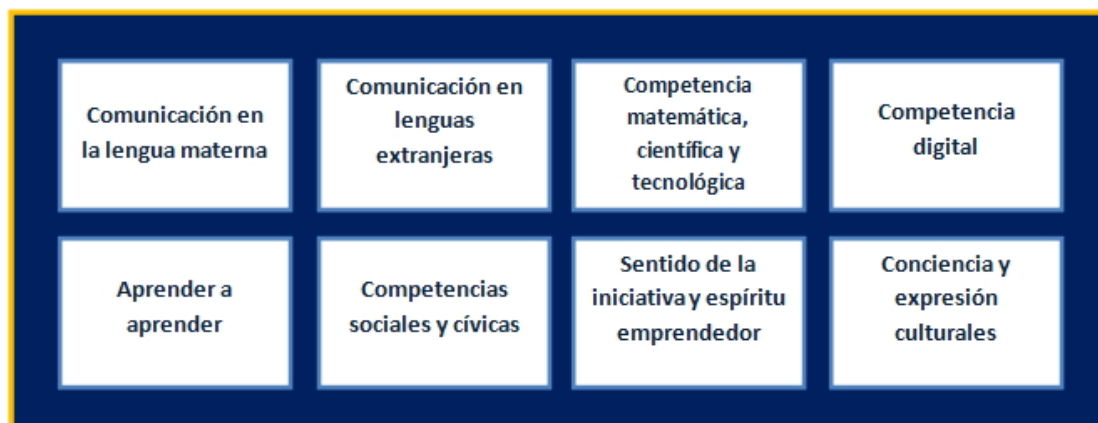 Comunicación en
la lengua materna
Comunicación en
lenguas
extranjeras
Competencia
matemática,
científica y
tecnológica
Competencia
digital
Aprender a
aprender
Competencias
sociales y cívicas
Sentido de la
iniciativa y espíritu
emprendedor
Conciencia y
expresión
culturales